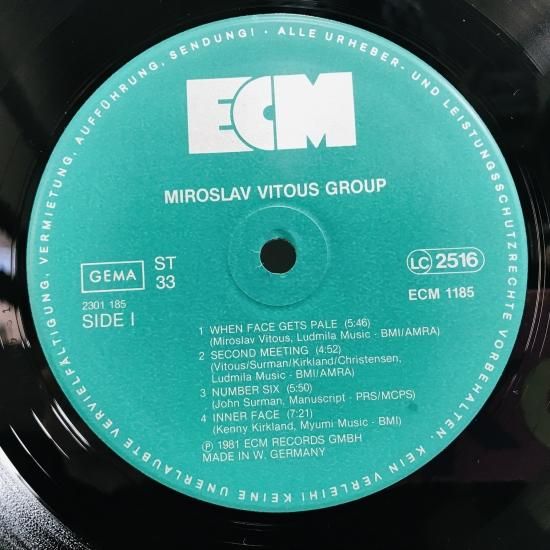 ALLE URHEBER- UND LEISTUNGSSCHUTZRECHTE VORBEHALTEN. KEIN VERLEIH! KEINE UNERLAUBTE VERVIELFÄLTIGUNG, VERMIETUNG, AUFFÜHRUNG, SENDUNG! ·
ECM
MIROSLAV VITOUS GROUP
GEMA
ST
33
LC 2516
2301 185
SIDE I
ECM 1185
1 WHEN FACE GETS PALE (5:46)
(Miroslav Vitous, Ludmila Music - BMI/AMRA)
2 SECOND MEETING (4:52)
(Vitous/Surman/Kirkland/Christensen,
Ludmila Music - BMI/AMRA)
3 NUMBER SIX (5:50)
(John Surman, Manuscript - PRS/MCPS)
4 INNER FACE (7:21)
(Kenny Kirkland, Myumi Music - BMI)
℗ 1981 ECM RECORDS GMBH
MADE IN W. GERMANY